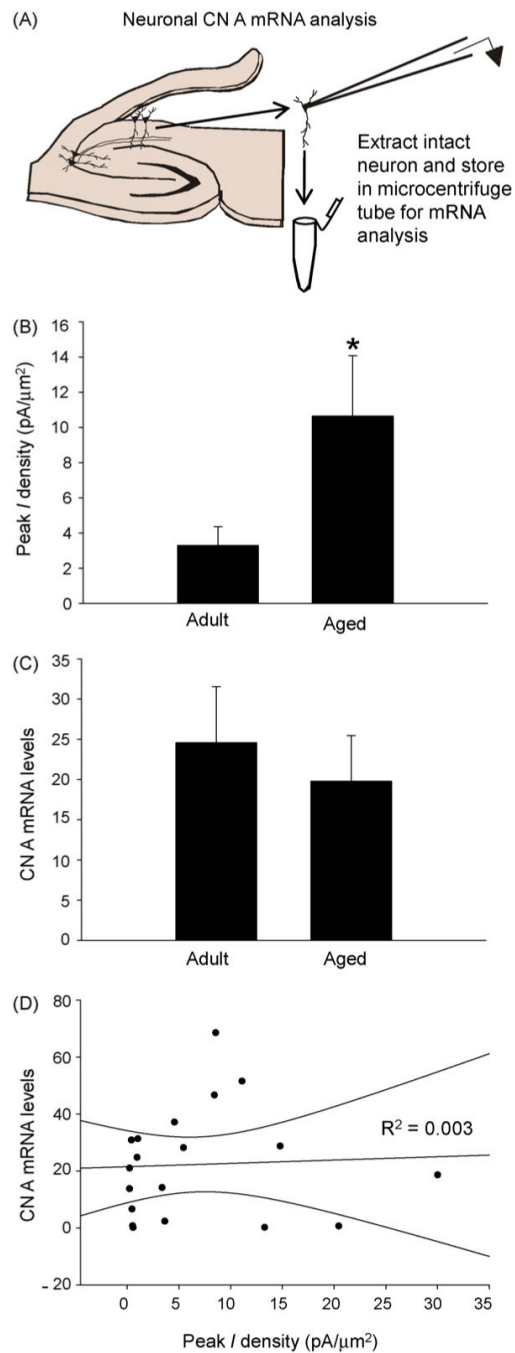 (A)
Neuronal CN A mRNA analysis
Extract intact
neuron and store
in microcentrifuge
tube for mRNA
analysis
(B)
Peak I density (pA/μm²)
16
14
12
10
8
6
4
2
0
*
Adult
Aged
(C)
CN A mRNA levels
35
30
25
20
15
10
5
0
Adult
Aged
(D)
CN A mRNA levels
80
60
40
20
0
- 20
R² = 0.003
0 5 10 15 20 25 30 35
Peak I density (pA/μm²)